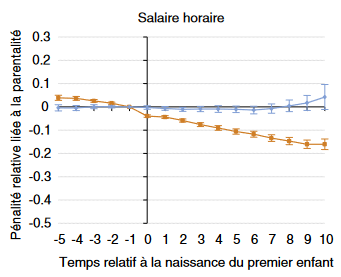 Salaire horaire
Pénalité relative liée à la parentalité
0.3
0.2
0.1
0
-0.1
-0.2
-0.3
-0.4
-0.5
-5 -4 -3 -2 -1 0 1 2 3 4 5 6 7 8 9 10
Temps relatif à la naissance du premier enfant